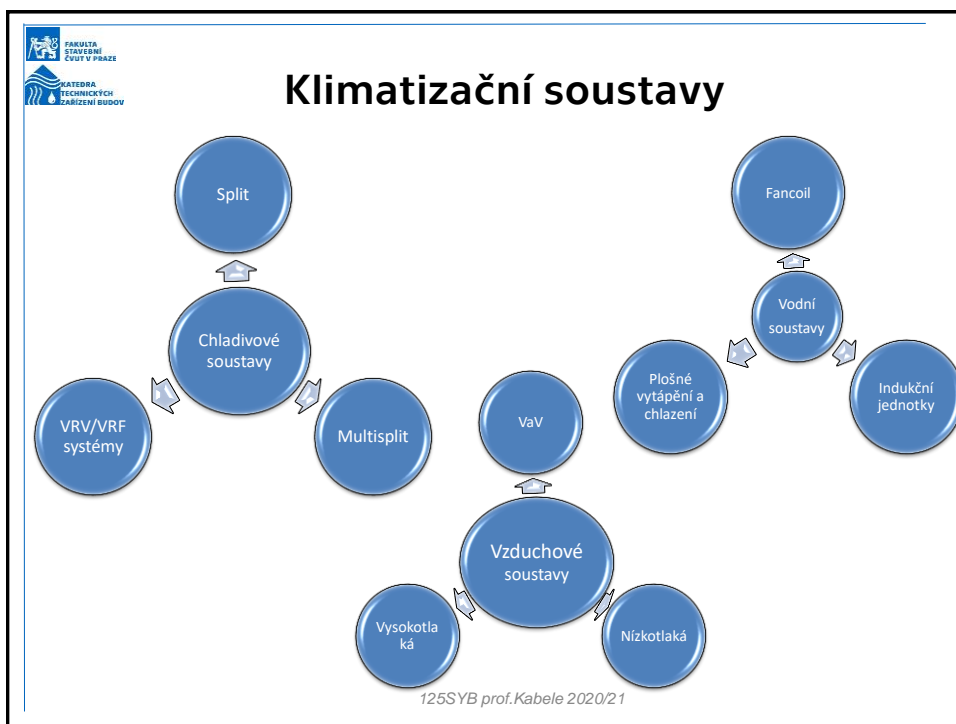 FAKULTA
STAVEBNÍ
ČVUT V PRAZE
KATEDRA
TECHNICKÝCH
ZAŘÍZENÍ BUDOV
Klimatizační soustavy
Split
Chladivové
soustavy
VRV/VRF
systémy
Multisplit
Fancoil
Vodní
soustavy
Plošné
vytápění a
chlazení
Indukční
jednotky
VaV
Vzduchové
soustavy
Vysokotla
ká
Nízkotlaká
125SYB prof.Kabele 2020/21